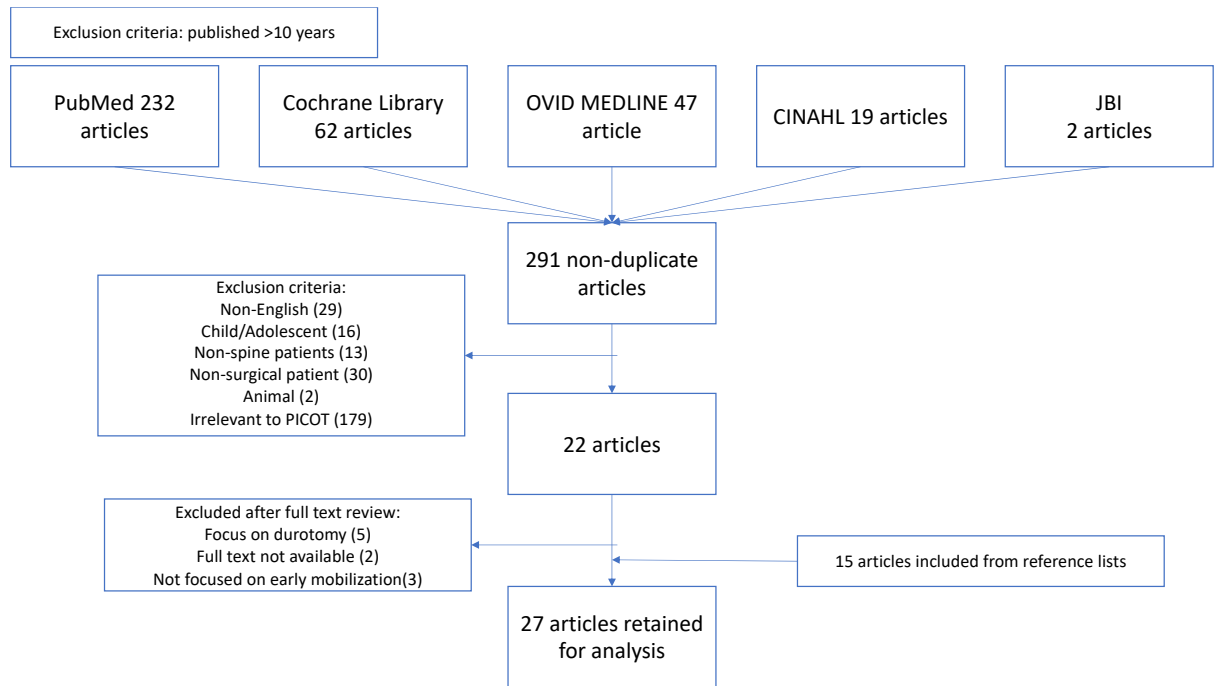 Exclusion criteria: published >10 years
PubMed 232
articles
Cochrane Library
62 articles
OVID MEDLINE 47
article
CINAHL 19 articles
JBI
2 articles
291 non-duplicate
articles
Exclusion criteria:
Non-English (29)
Child/Adolescent (16)
Non-spine patients (13)
Non-surgical patient (30)
Animal (2)
Irrelevant to PICOT (179)
22 articles
Excluded after full text review:
Focus on durotomy (5)
Full text not available (2)
Not focused on early mobilization(3)
15 articles included from reference lists
27 articles retained
for analysis